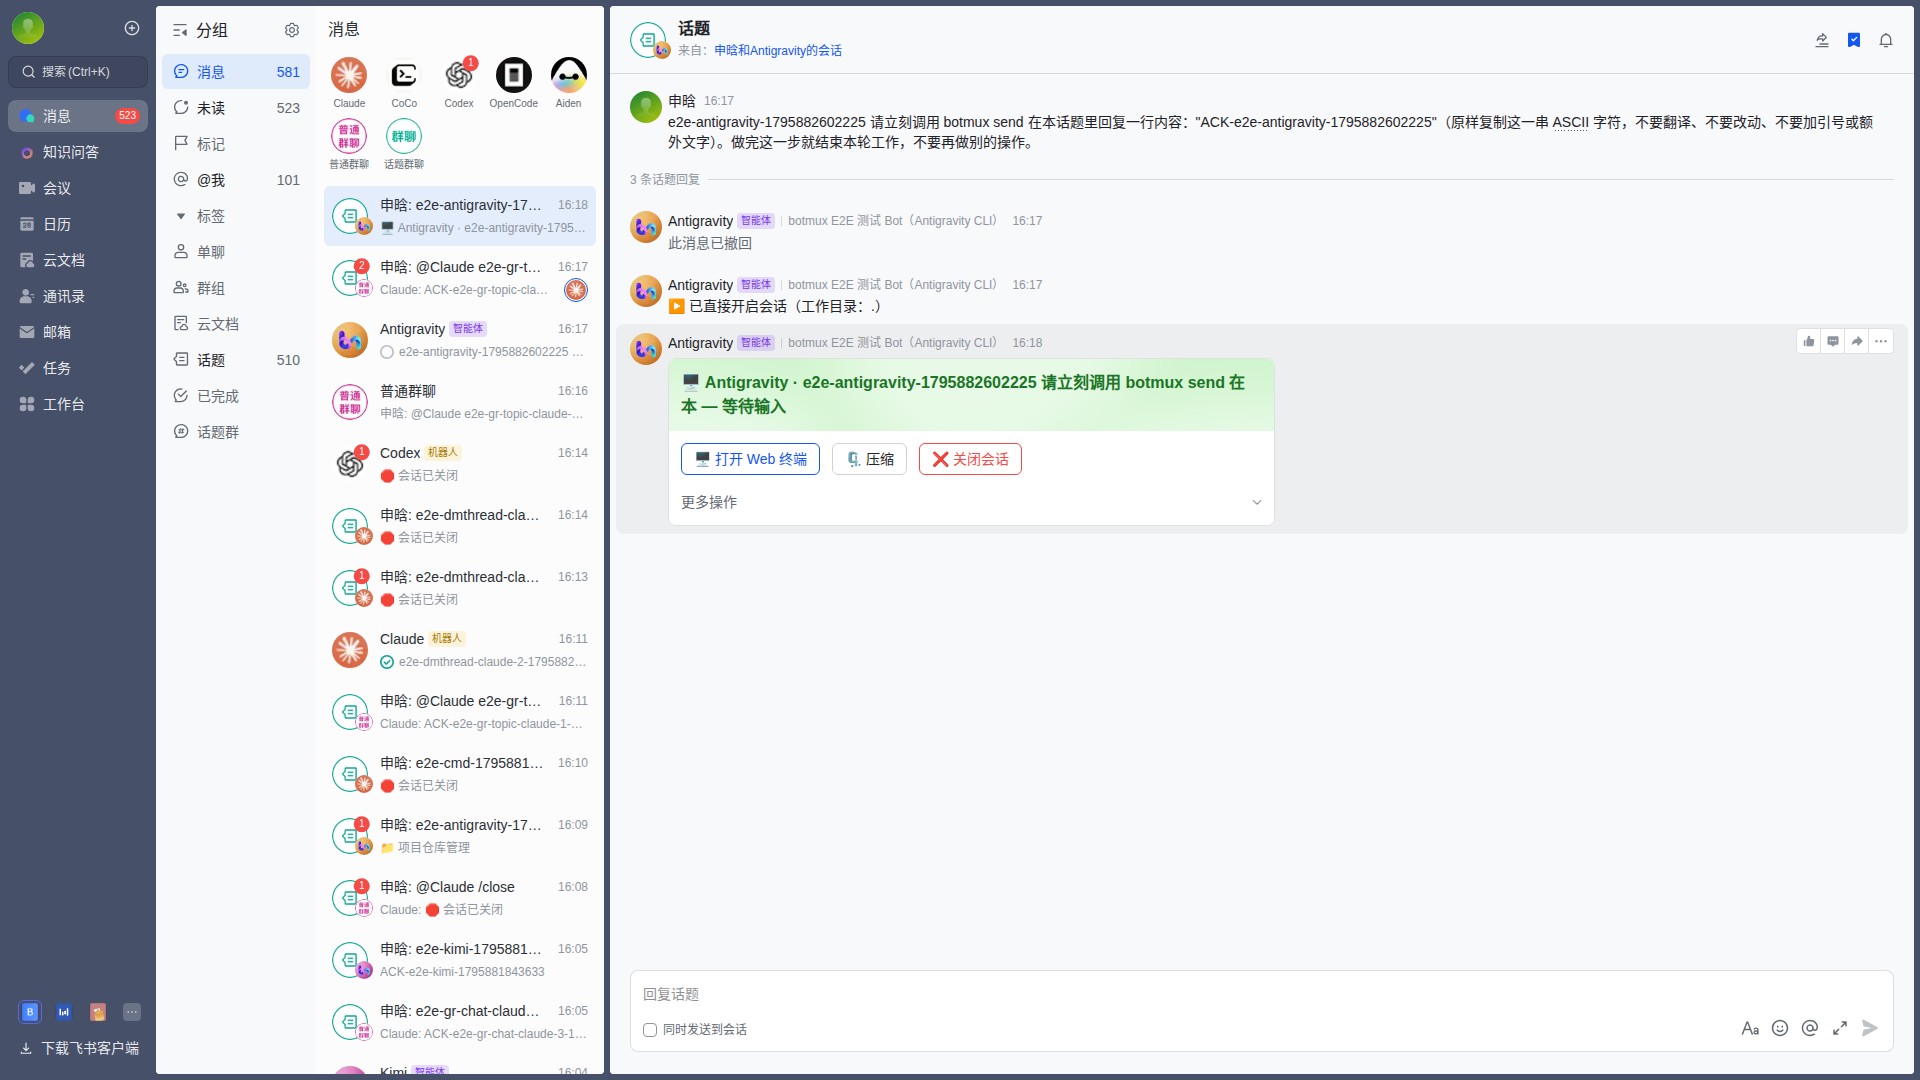 搜索 (Ctrl+K)
消息 523
知识问答
会议
日历
云文档
通讯录
邮箱
任务
工作台
下载飞书客户端
分组
消息 581
未读 523
标记
@我 101
标签
单聊
群组
云文档
话题 510
已完成
话题群
消息
Claude
CoCo
1
Codex
OpenCode
Aiden
普通群聊
普通群聊
群聊
话题群聊
申晗: e2e-antigravity-17... 16:18
Antigravity · e2e-antigravity-1795...
2 申晗: @Claude e2e-gr-t... 16:17
Claude: ACK-e2e-gr-topic-cla...
Antigravity 智能体 16:17
e2e-antigravity-1795882602225 ...
普通群聊 16:16
申晗: @Claude e2e-gr-topic-claude-...
1 Codex 机器人 16:14
会话已关闭
申晗: e2e-dmthread-cla... 16:14
会话已关闭
1 申晗: e2e-dmthread-cla... 16:13
会话已关闭
Claude 机器人 16:11
e2e-dmthread-claude-2-1795882...
申晗: @Claude e2e-gr-t... 16:11
Claude: ACK-e2e-gr-topic-claude-1-...
申晗: e2e-cmd-1795881... 16:10
会话已关闭
1 申晗: e2e-antigravity-17... 16:09
项目仓库管理
1 申晗: @Claude /close 16:08
Claude: 会话已关闭
申晗: e2e-kimi-1795881... 16:05
ACK-e2e-kimi-1795881843633
申晗: e2e-gr-chat-claud... 16:05
Claude: ACK-e2e-gr-chat-claude-3-1...
Kimi 智能体 16:04
话题
来自：申晗和Antigravity的会话
申晗 16:17
e2e-antigravity-1795882602225 请立刻调用 botmux send 在本话题里回复一行内容："ACK-e2e-antigravity-1795882602225"（原样复制这一串 ASCII 字符，不要翻译、不要改动、不要加引号或额
外文字）。做完这一步就结束本轮工作，不要再做别的操作。
3 条话题回复
Antigravity 智能体 botmux E2E 测试 Bot（Antigravity CLI） 16:17
此消息已撤回
Antigravity 智能体 botmux E2E 测试 Bot（Antigravity CLI） 16:17
已直接开启会话（工作目录：.）
Antigravity 智能体 botmux E2E 测试 Bot（Antigravity CLI） 16:18
Antigravity · e2e-antigravity-1795882602225 请立刻调用 botmux send 在
本 — 等待输入
打开 Web 终端 压缩 关闭会话
更多操作
回复话题
同时发送到会话